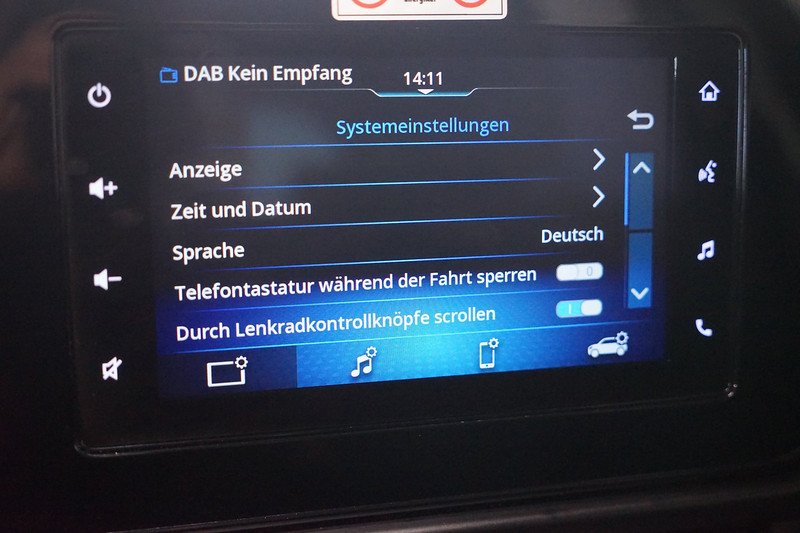 DAB Kein Empfang
14:11
Systemeinstellungen
Anzeige
Zeit und Datum
Sprache Deutsch
Telefontastatur während der Fahrt sperren 0
Durch Lenkradkontrollknöpfe scrollen I